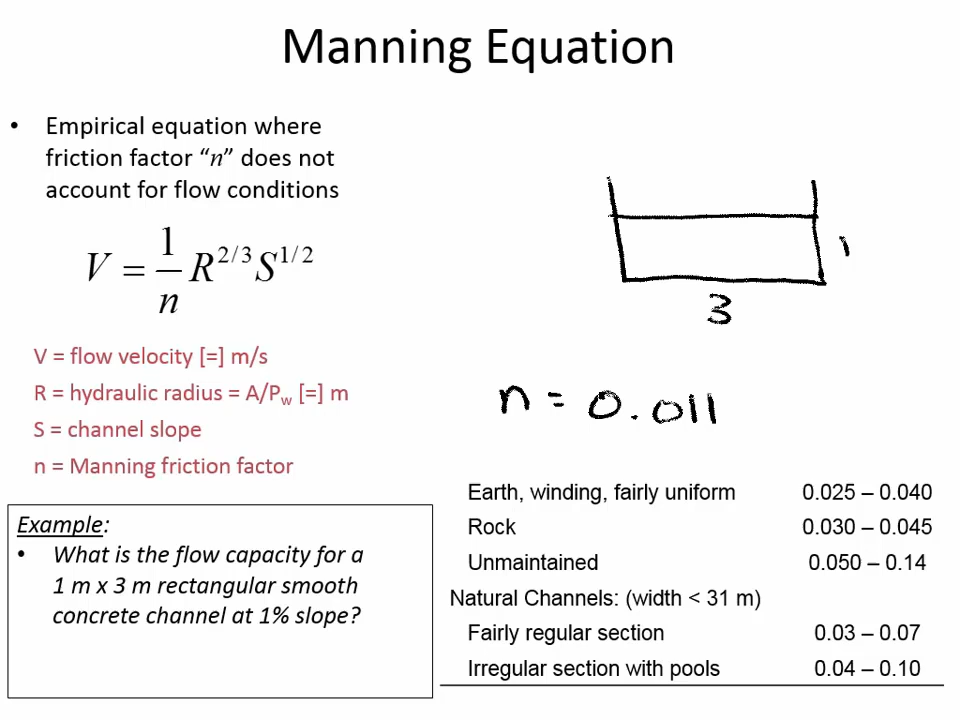 Manning Equation
• Empirical equation where
friction factor “n” does not
account for flow conditions
V = 1/n R^2/3 S^1/2
V = flow velocity [=] m/s
R = hydraulic radius = A/Pw [=] m
S = channel slope
n = Manning friction factor
Example:
• What is the flow capacity for a
1 m x 3 m rectangular smooth
concrete channel at 1% slope?
1
3
n = 0.011
Earth, winding, fairly uniform 0.025 – 0.040
Rock 0.030 – 0.045
Unmaintained 0.050 – 0.14
Natural Channels: (width < 31 m)
Fairly regular section 0.03 – 0.07
Irregular section with pools 0.04 – 0.10